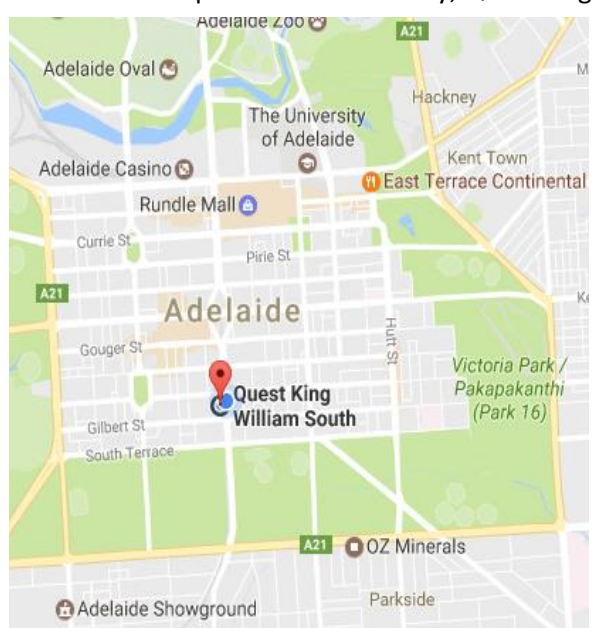 Adelaide Zoo
A21
Adelaide Oval
Hackney
The University
of Adelaide
Kent Town
Adelaide Casino
East Terrace Continental
Rundle Mall
Currie St
Pirie St
A21
Adelaide
Gouger St
Hutt St
Victoria Park /
Pakapakanthi
(Park 16)
Quest King
William South
Gilbert St
South Terrace
A21
OZ Minerals
Parkside
Adelaide Showground